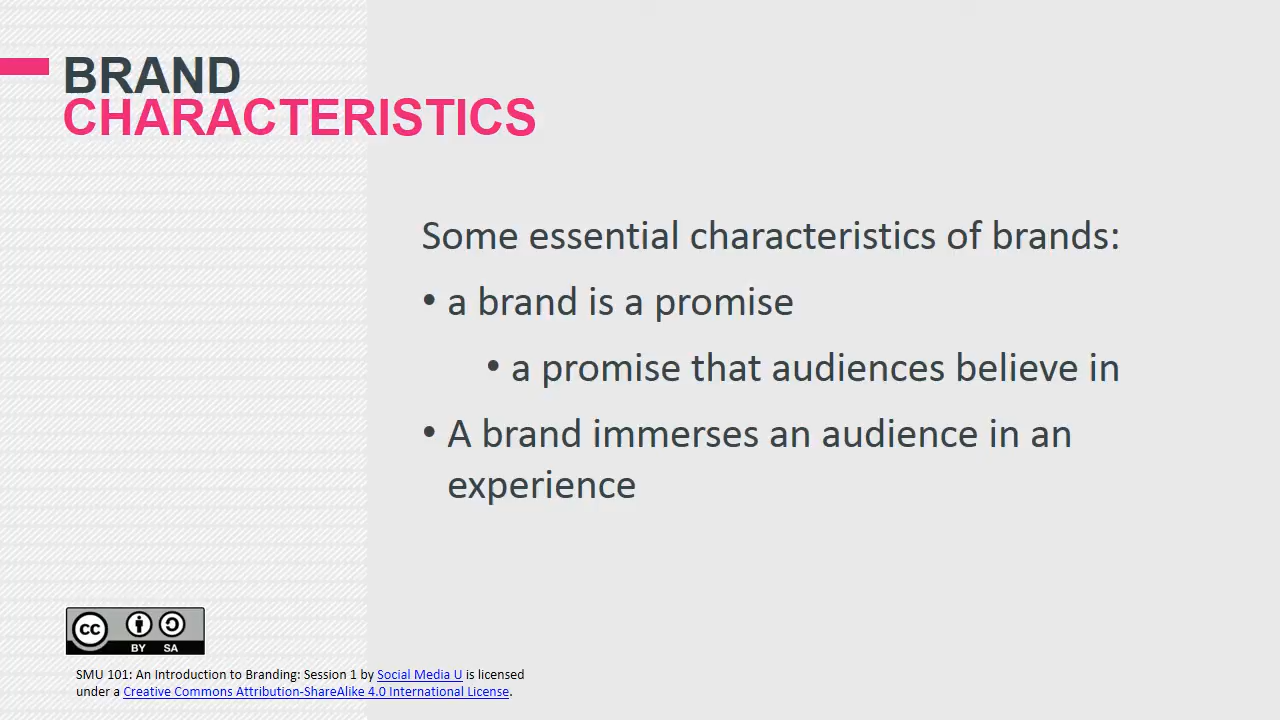 BRAND
CHARACTERISTICS
Some essential characteristics of brands:
• a brand is a promise
• a promise that audiences believe in
• A brand immerses an audience in an
experience
cc
BY SA
SMU 101: An Introduction to Branding: Session 1 by Social Media U is licensed
under a Creative Commons Attribution-ShareAlike 4.0 International License.